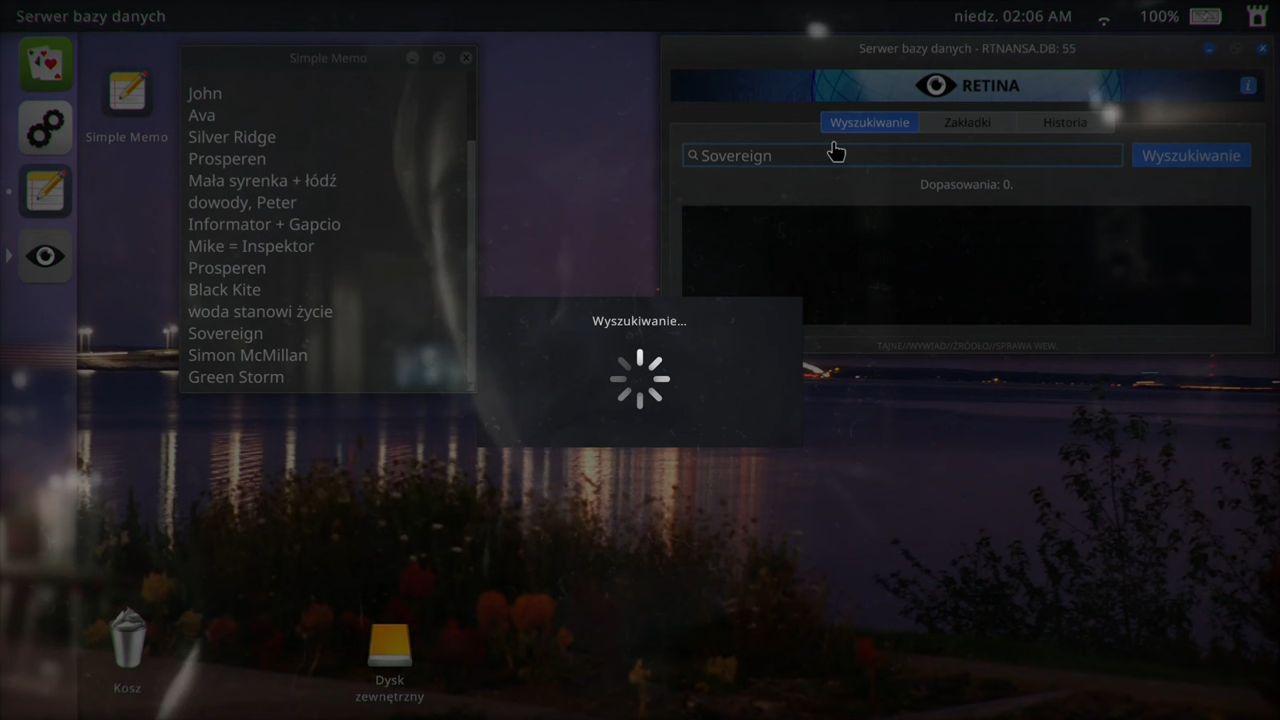 Serwer bazy danych
niedz. 02:06 AM
100%
Simple Memo
Simple Memo
John
Ava
Silver Ridge
Prosperen
Mała syrenka + łódź
dowody, Peter
Informator + Gapcio
Mike = Inspektor
Prosperen
Black Kite
woda stanowi życie
Sovereign
Simon McMillan
Green Storm
Serwer bazy danych - RTNANSA.DB: 55
RETINA
i
Wyszukiwanie
Zakładki
Historia
Sovereign
Wyszukiwanie
Dopasowania: 0.
TAJNE//WYWIAD//ŹRÓDŁO//SPRAWA WEW.
Wyszukiwanie...
Kosz
Dysk
zewnętrzny